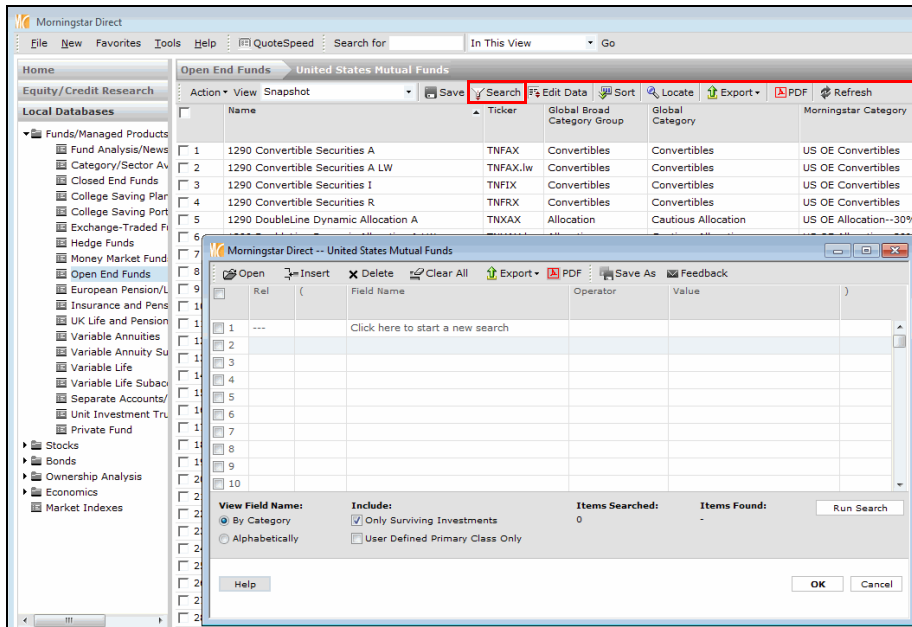 Morningstar Direct
File New Favorites Tools Help QuoteSpeed Search for In This View Go
Home
Equity/Credit Research
Local Databases
Funds/Managed Products
Fund Analysis/News
Category/Sector Av
Closed End Funds
College Saving Plan
College Saving Port
Exchange-Traded F
Hedge Funds
Money Market Fund
Open End Funds
European Pension/L
Insurance and Pens
UK Life and Pension
Variable Annuities
Variable Annuity Su
Variable Life
Variable Life Subac
Separate Accounts/
Unit Investment Tru
Private Fund
Stocks
Bonds
Ownership Analysis
Economics
Market Indexes
Open End Funds United States Mutual Funds
Action View Snapshot Save Search Edit Data Sort Locate Export PDF Refresh
Name Ticker Global Broad Category Group Global Category Morningstar Category
1 1290 Convertible Securities A TNFAX Convertibles Convertibles US OE Convertibles
2 1290 Convertible Securities A LW TNFAX.lw Convertibles Convertibles US OE Convertibles
3 1290 Convertible Securities I TNFIX Convertibles Convertibles US OE Convertibles
4 1290 Convertible Securities R TNFRX Convertibles Convertibles US OE Convertibles
5 1290 DoubleLine Dynamic Allocation A TNXAX Allocation Cautious Allocation US OE Allocation--30%
6
7
8
9
Morningstar Direct -- United States Mutual Funds
Open Insert Delete Clear All Export PDF Save As Feedback
Rel ( Field Name Operator Value )
1 --- Click here to start a new search
2
3
4
5
6
7
8
9
10
View Field Name: Include: Items Searched: Items Found: Run Search
By Category Only Surviving Investments 0 -
Alphabetically User Defined Primary Class Only
Help OK Cancel